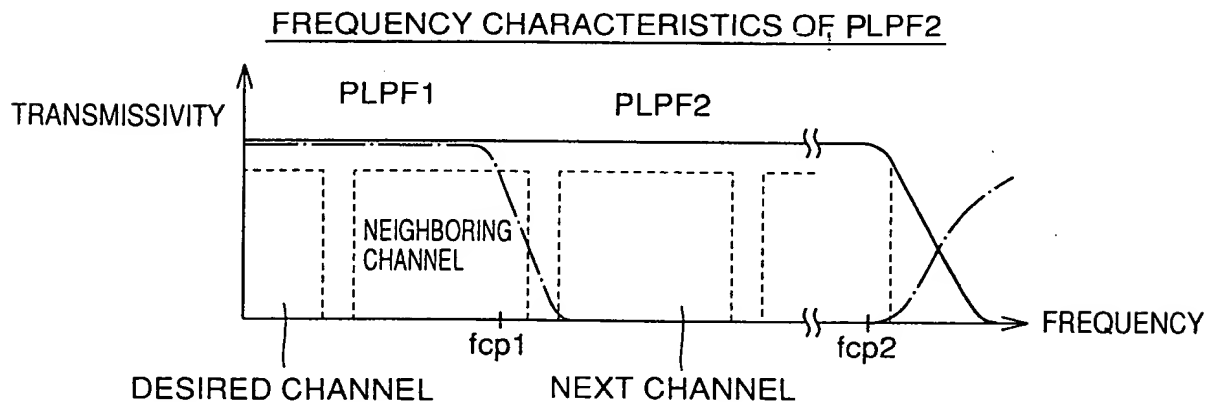 FREQUENCY CHARACTERISTICS OF PLPF2
TRANSMISSIVITY
PLPF1
PLPF2
NEIGHBORING
CHANNEL
fcp1
fcp2
FREQUENCY
DESIRED CHANNEL
NEXT CHANNEL